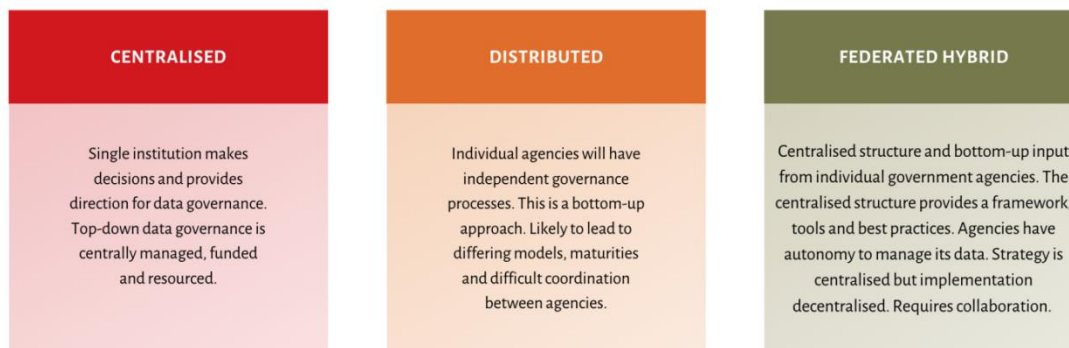 CENTRALISED
Single institution makes
decisions and provides
direction for data governance.
Top-down data governance is
centrally managed, funded
and resourced.
DISTRIBUTED
Individual agencies will have
independent governance
processes. This is a bottom-up
approach. Likely to lead to
differing models, maturities
and difficult coordination
between agencies.
FEDERATED HYBRID
Centralised structure and bottom-up input
from individual government agencies. The
centralised structure provides a framework,
tools and best practices. Agencies have
autonomy to manage its data. Strategy is
centralised but implementation
decentralised. Requires collaboration.